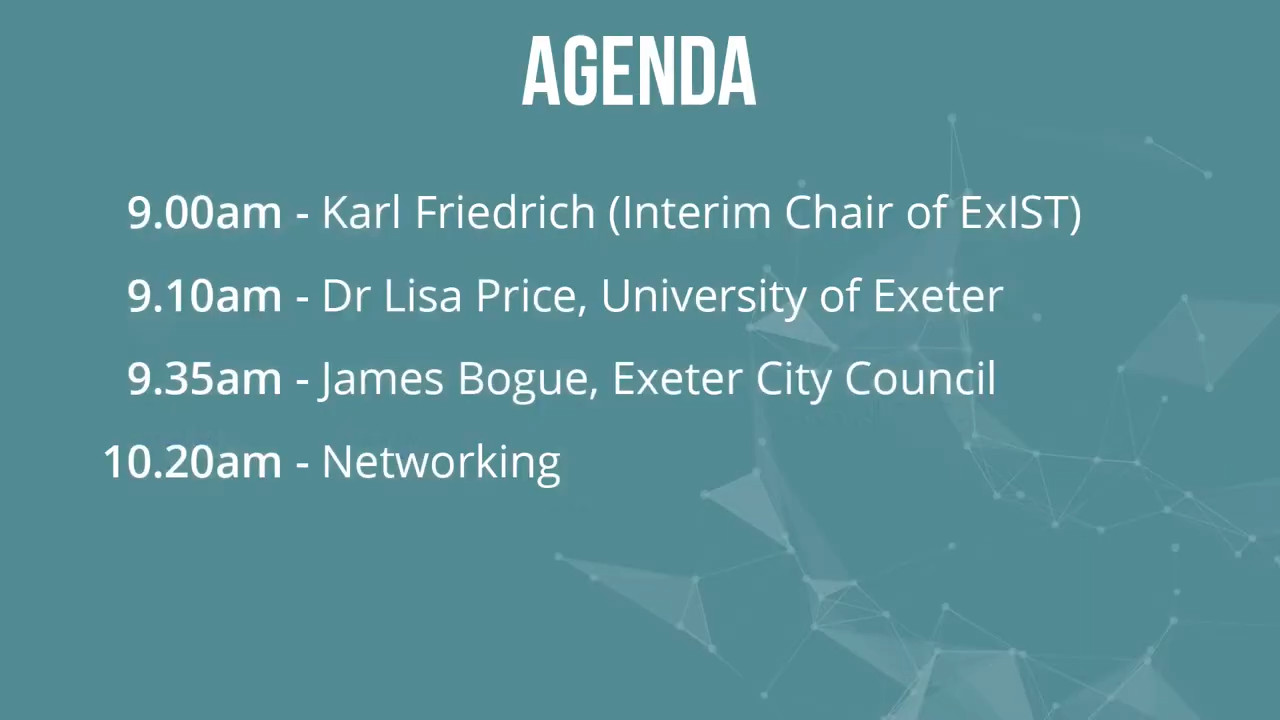 AGENDA
9.00am - Karl Friedrich (Interim Chair of ExIST)
9.10am - Dr Lisa Price, University of Exeter
9.35am - James Bogue, Exeter City Council
10.20am - Networking